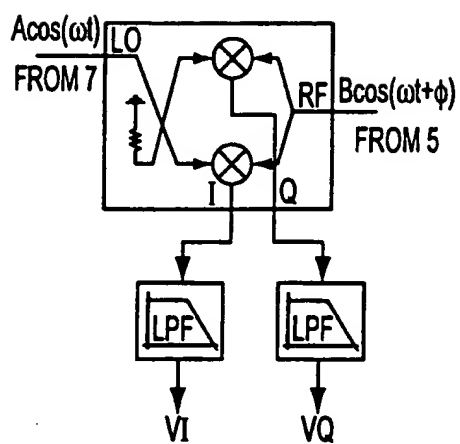 Acos(ωt)
FROM 7
LO
RF
Bcos(ωt+ϕ)
FROM 5
I
Q
LPF
LPF
VI
VQ